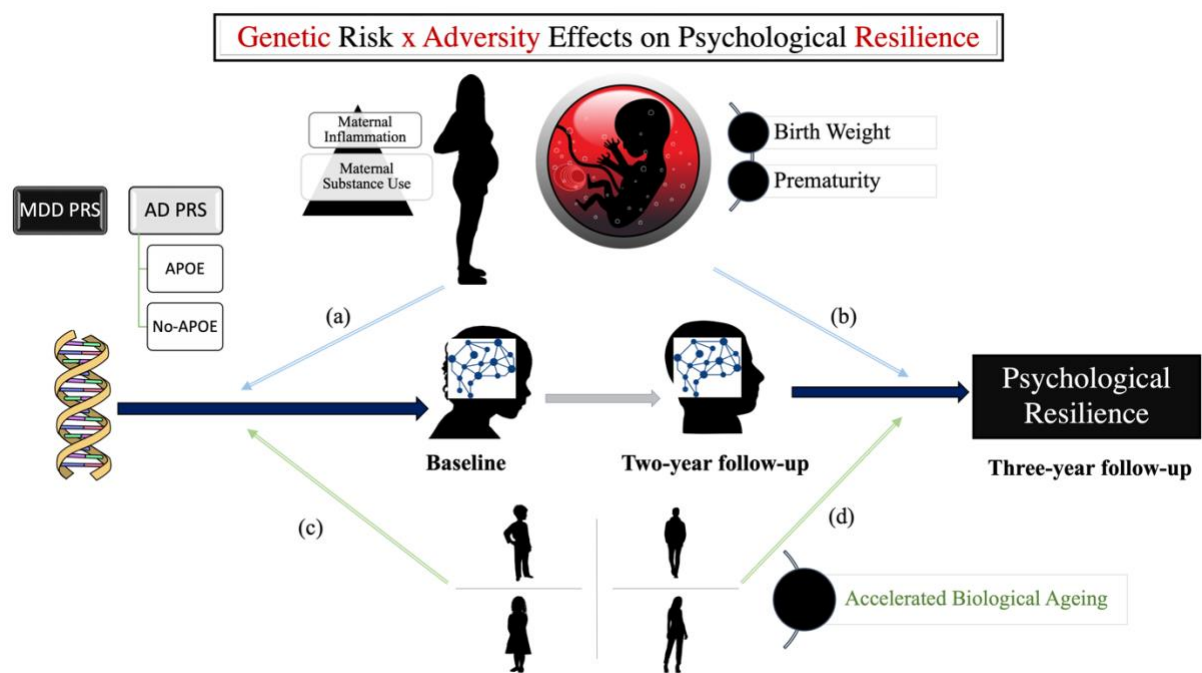 Genetic Risk x Adversity Effects on Psychological Resilience
Maternal
Inflammation
Maternal
Substance Use
Birth Weight
Prematurity
MDD PRS
AD PRS
APOE
No-APOE
(a)
(b)
Psychological
Resilience
Baseline
Two-year follow-up
Three-year follow-up
(c)
(d)
Accelerated Biological Ageing